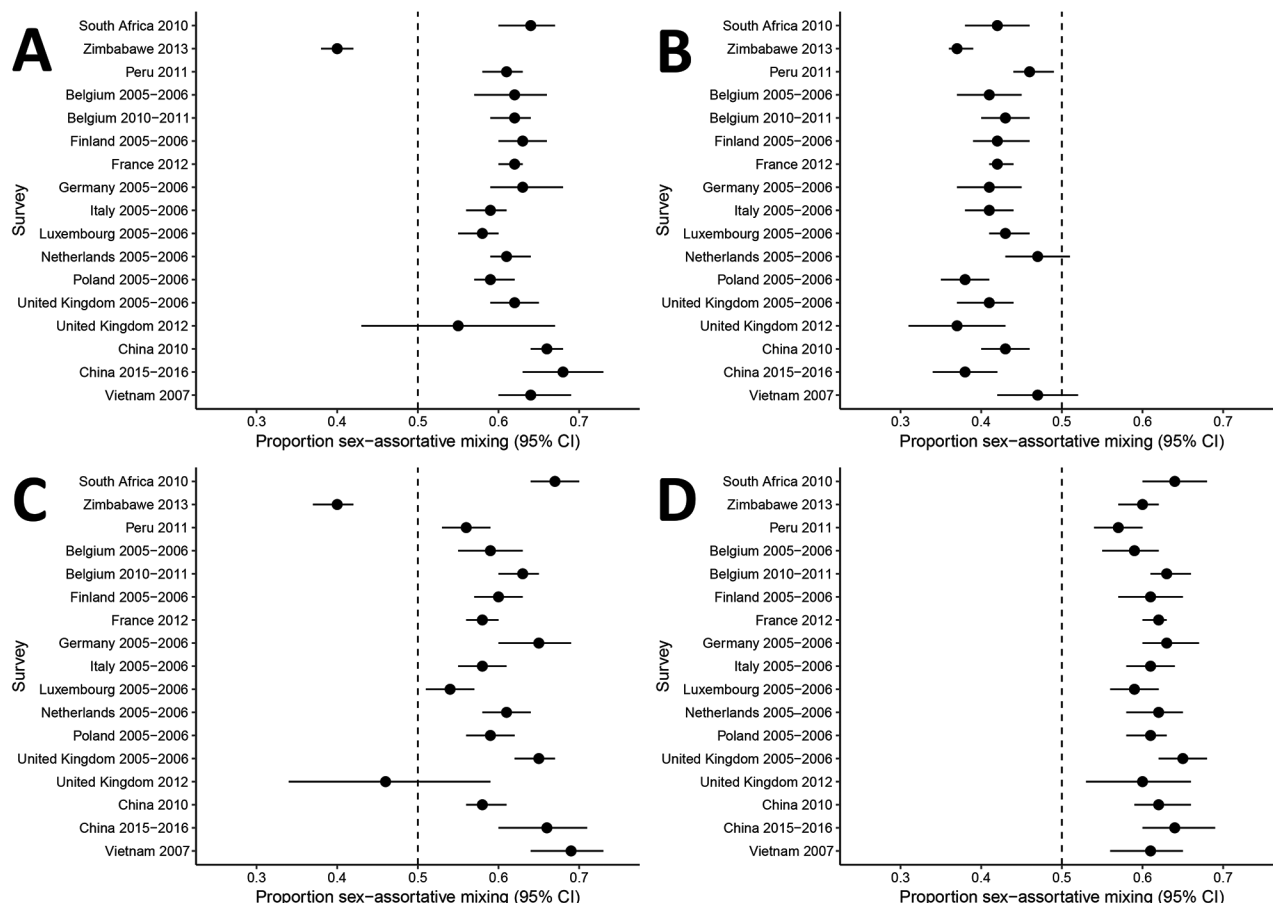 A
Survey
South Africa 2010
Zimbabawe 2013
Peru 2011
Belgium 2005−2006
Belgium 2010−2011
Finland 2005−2006
France 2012
Germany 2005−2006
Italy 2005−2006
Luxembourg 2005−2006
Netherlands 2005−2006
Poland 2005−2006
United Kingdom 2005−2006
United Kingdom 2012
China 2010
China 2015−2016
Vietnam 2007
0.3 0.4 0.5 0.6 0.7
Proportion sex−assortative mixing (95% CI)
B
Survey
South Africa 2010
Zimbabawe 2013
Peru 2011
Belgium 2005−2006
Belgium 2010−2011
Finland 2005−2006
France 2012
Germany 2005−2006
Italy 2005−2006
Luxembourg 2005−2006
Netherlands 2005−2006
Poland 2005−2006
United Kingdom 2005−2006
United Kingdom 2012
China 2010
China 2015−2016
Vietnam 2007
0.3 0.4 0.5 0.6 0.7
Proportion sex−assortative mixing (95% CI)
C
Survey
South Africa 2010
Zimbabawe 2013
Peru 2011
Belgium 2005−2006
Belgium 2010−2011
Finland 2005−2006
France 2012
Germany 2005−2006
Italy 2005−2006
Luxembourg 2005−2006
Netherlands 2005−2006
Poland 2005−2006
United Kingdom 2005−2006
United Kingdom 2012
China 2010
China 2015−2016
Vietnam 2007
0.3 0.4 0.5 0.6 0.7
Proportion sex−assortative mixing (95% CI)
D
Survey
South Africa 2010
Zimbabawe 2013
Peru 2011
Belgium 2005−2006
Belgium 2010−2011
Finland 2005−2006
France 2012
Germany 2005−2006
Italy 2005−2006
Luxembourg 2005−2006
Netherlands 2005–2006
Poland 2005−2006
United Kingdom 2005−2006
United Kingdom 2012
China 2010
China 2015−2016
Vietnam 2007
0.3 0.4 0.5 0.6 0.7
Proportion sex−assortative mixing (95% CI)